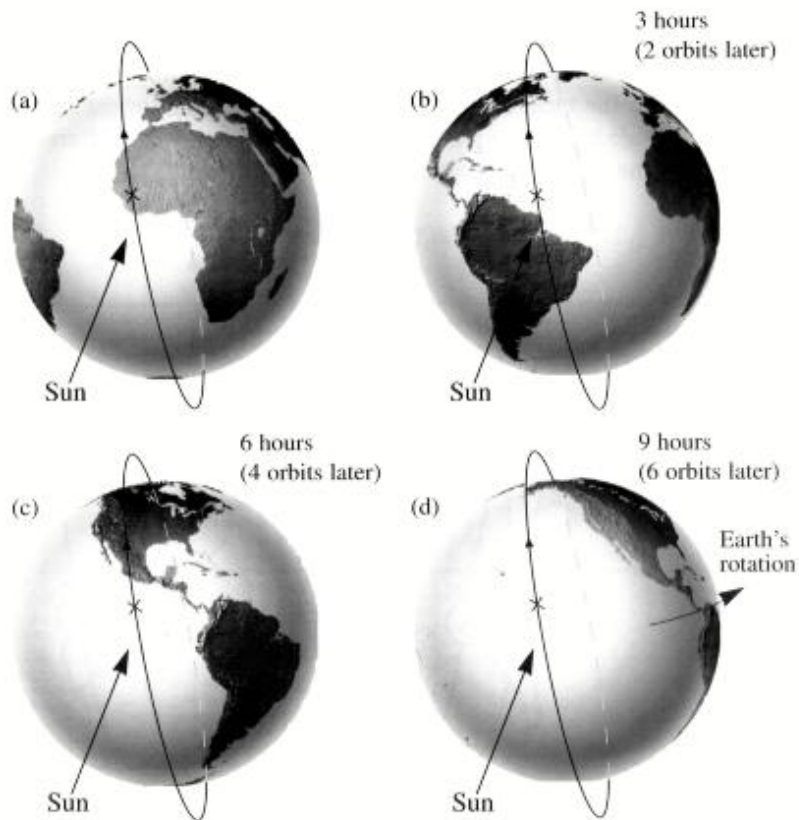 (a)
Sun
3 hours
(2 orbits later)
(b)
Sun
6 hours
(4 orbits later)
(c)
Sun
9 hours
(6 orbits later)
(d)
Earth's
rotation
Sun